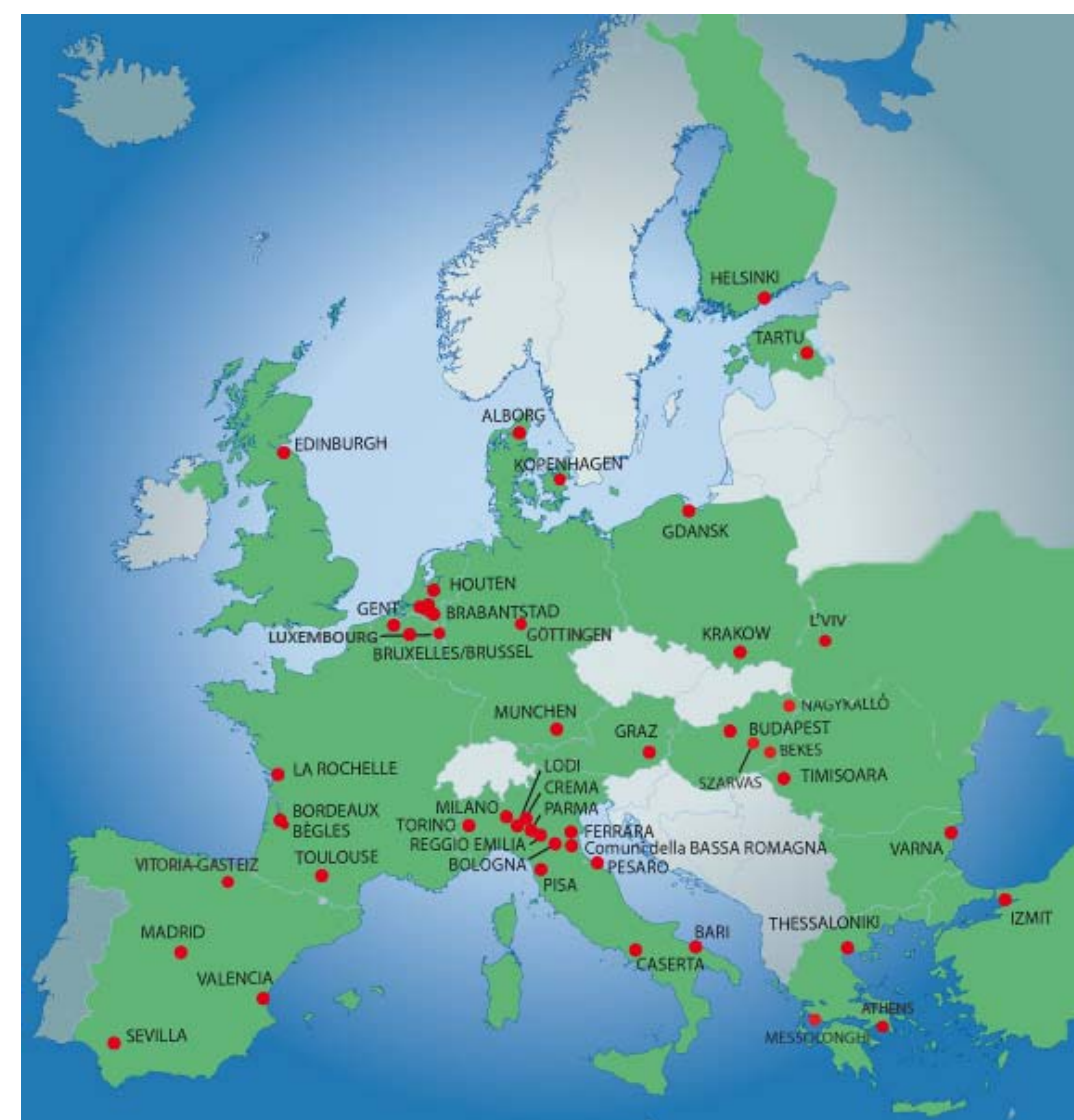 HELSINKI
TARTU
ALBORG
EDINBURGH
KOPENHAGEN
GDANSK
HOUTEN
GENT
BRABANTSTAD
L'VIV
LUXEMBOURG
GÖTTINGEN
KRAKOW
BRUXELLES/BRUSSEL
NAGYKALLÓ
MUNCHEN
GRAZ
BUDAPEST
BEKES
LODI
LA ROCHELLE
SZARVAS
TIMISOARA
CREMA
MILANO
PARMA
BORDEAUX
TORINO
BÈGLES
FERRARA
REGGIO EMILIA
Comuni della BASSA ROMAGNA
VARNA
TOULOUSE
VITORIA-GASTEIZ
BOLOGNA
PESARO
PISA
IZMIT
THESSALONIKI
MADRID
BARI
CASERTA
VALENCIA
ATHENS
SEVILLA
MESSOLONGHI